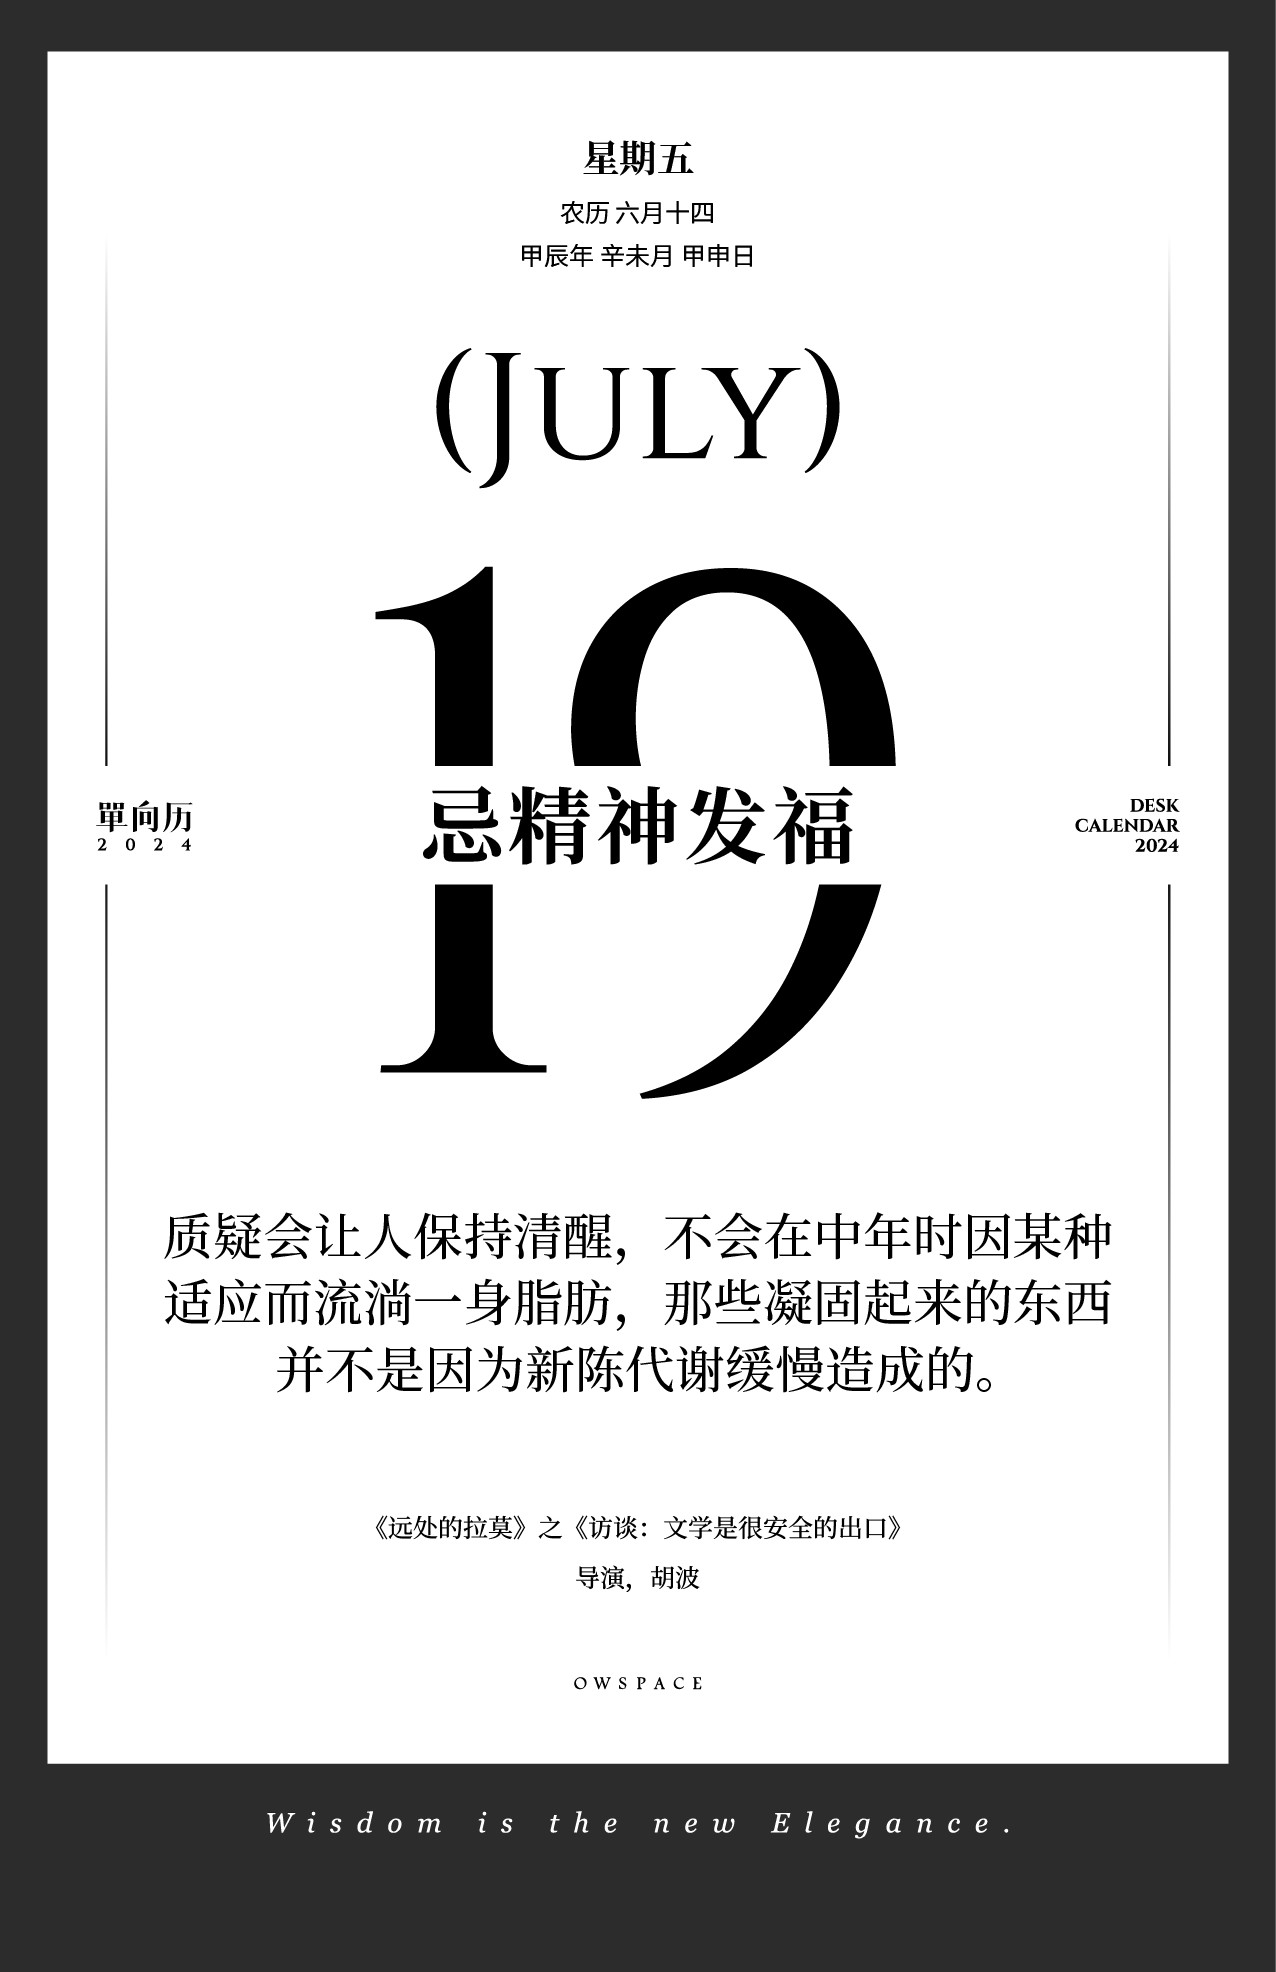 星期五
农历 六月十四
甲辰年 辛未月 甲申日
(JULY)
19
單向历
2 0 2 4
忌精神发福
DESK
CALENDAR
2024
质疑会让人保持清醒，不会在中年时因某种
适应而流淌一身脂肪，那些凝固起来的东西
并不是因为新陈代谢缓慢造成的。
《远处的拉莫》之《访谈：文学是很安全的出口》
导演，胡波
OWSPACE
Wisdom is the new Elegance.